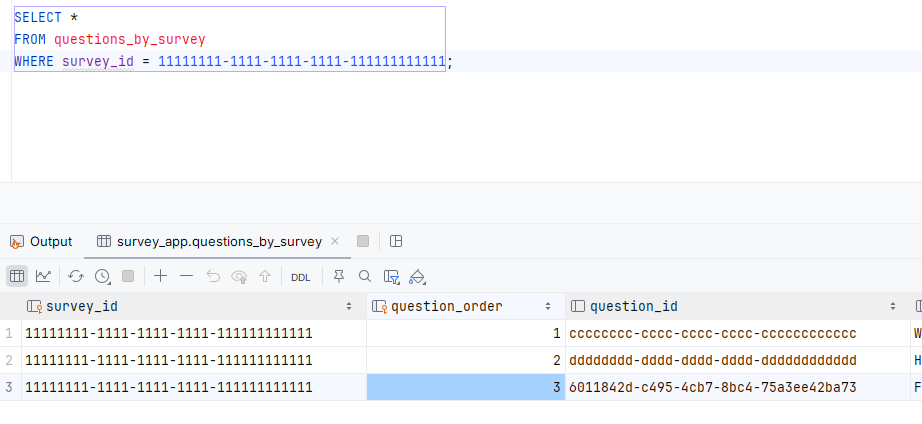 SELECT *
FROM questions_by_survey
WHERE survey_id = 11111111-1111-1111-1111-111111111111;
Output survey_app.questions_by_survey
DDL
survey_id question_order question_id
1 11111111-1111-1111-1111-111111111111 1 cccccccc-cccc-cccc-cccc-cccccccccccc W
2 11111111-1111-1111-1111-111111111111 2 dddddddd-dddd-dddd-dddd-dddddddddddd H
3 11111111-1111-1111-1111-111111111111 3 6011842d-c495-4cb7-8bc4-75a3ee42ba73 F